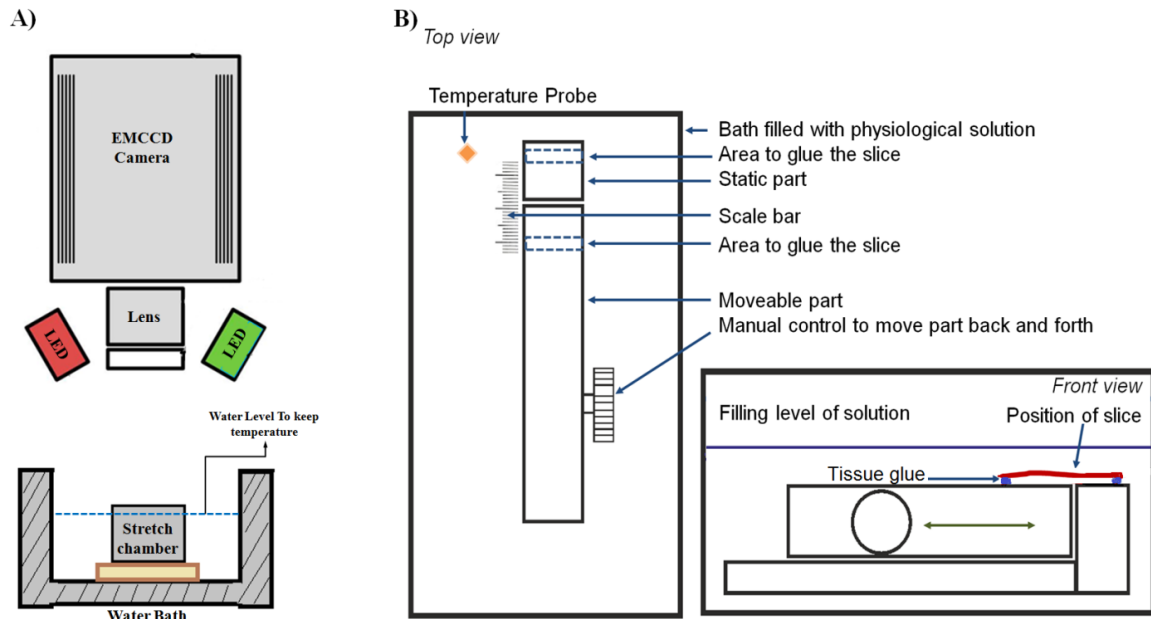 A)
EMCCD
Camera
Lens
LED
LED
Water Level To keep
temperature
Stretch
chamber
Water Bath
B)
Top view
Temperature Probe
Bath filled with physiological solution
Area to glue the slice
Static part
Scale bar
Area to glue the slice
Moveable part
Manual control to move part back and forth
Front view
Filling level of solution
Position of slice
Tissue glue